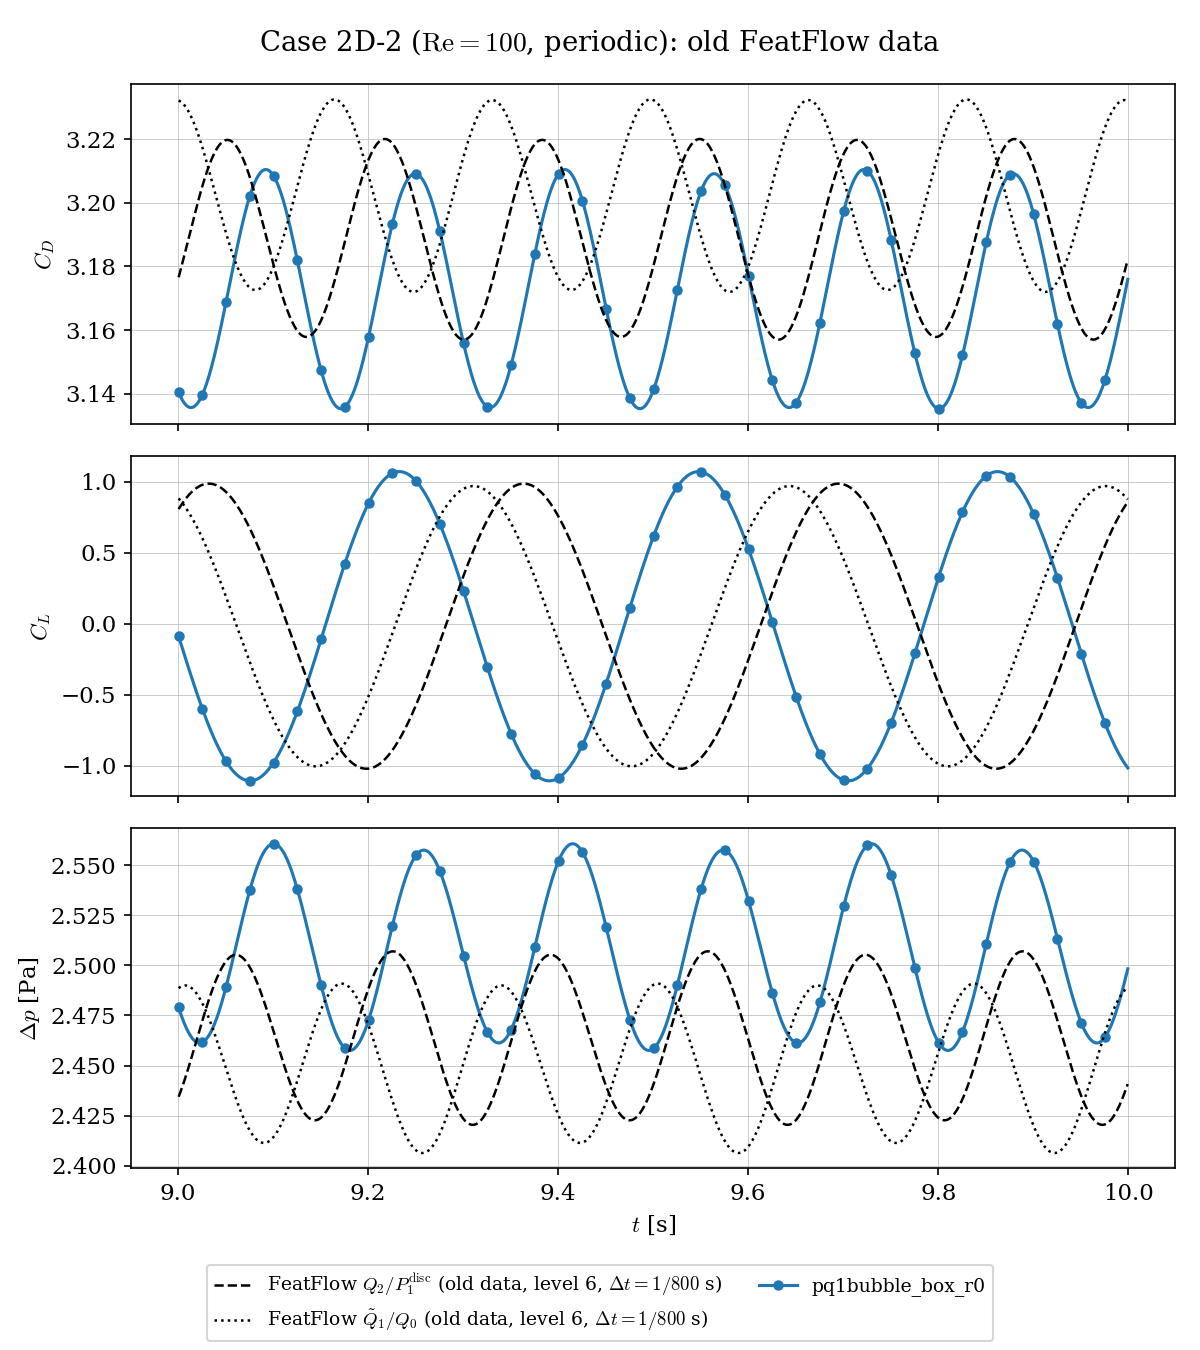 Case 2D-2 (Re = 100, periodic): old FeatFlow data
3.22
3.20
3.18
3.16
3.14
C_D
1.0
0.5
0.0
−0.5
−1.0
C_L
2.550
2.525
2.500
2.475
2.450
2.425
2.400
Δp [Pa]
9.0 9.2 9.4 9.6 9.8 10.0
t [s]
FeatFlow Q₂/P₁^disc (old data, level 6, Δt = 1/800 s) pq1bubble_box_r0
FeatFlow Q̃₁/Q₀ (old data, level 6, Δt = 1/800 s)